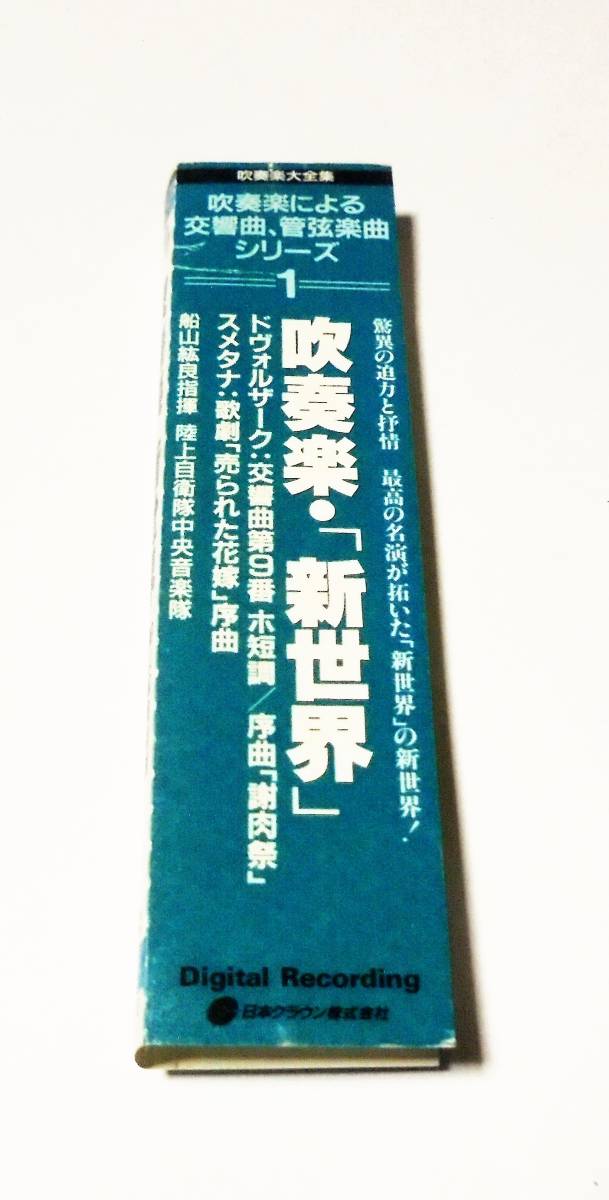 吹奏楽大全集
吹奏楽による
交響曲、管弦楽曲
シリーズ
1
驚異の迫力と抒情 最高の名演が拓いた「新世界」の新世界!
吹奏楽・「新世界」
ドヴォルザーク:交響曲第9番 ホ短調/序曲「謝肉祭」
スメタナ:歌劇「売られた花嫁」序曲
船山紘良指揮 陸上自衛隊中央音楽隊
Digital Recording
日本クラウン株式会社